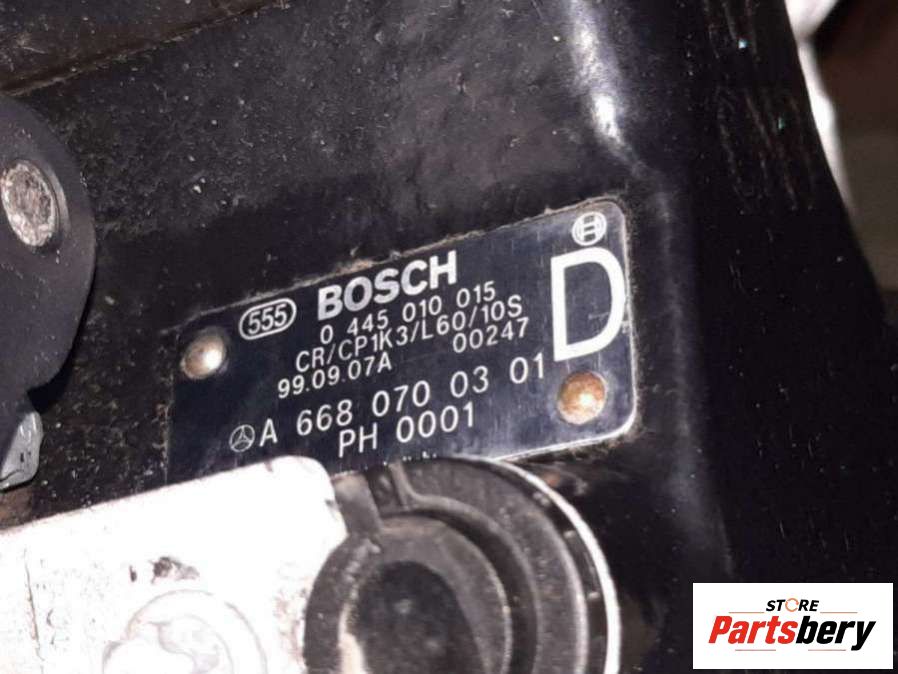 555 BOSCH
0 445 010 015
CR/CP1K3/L60/10S
99.09.07A 00247
A 668 070 03 01
PH 0001
D
STORE
Partsbery